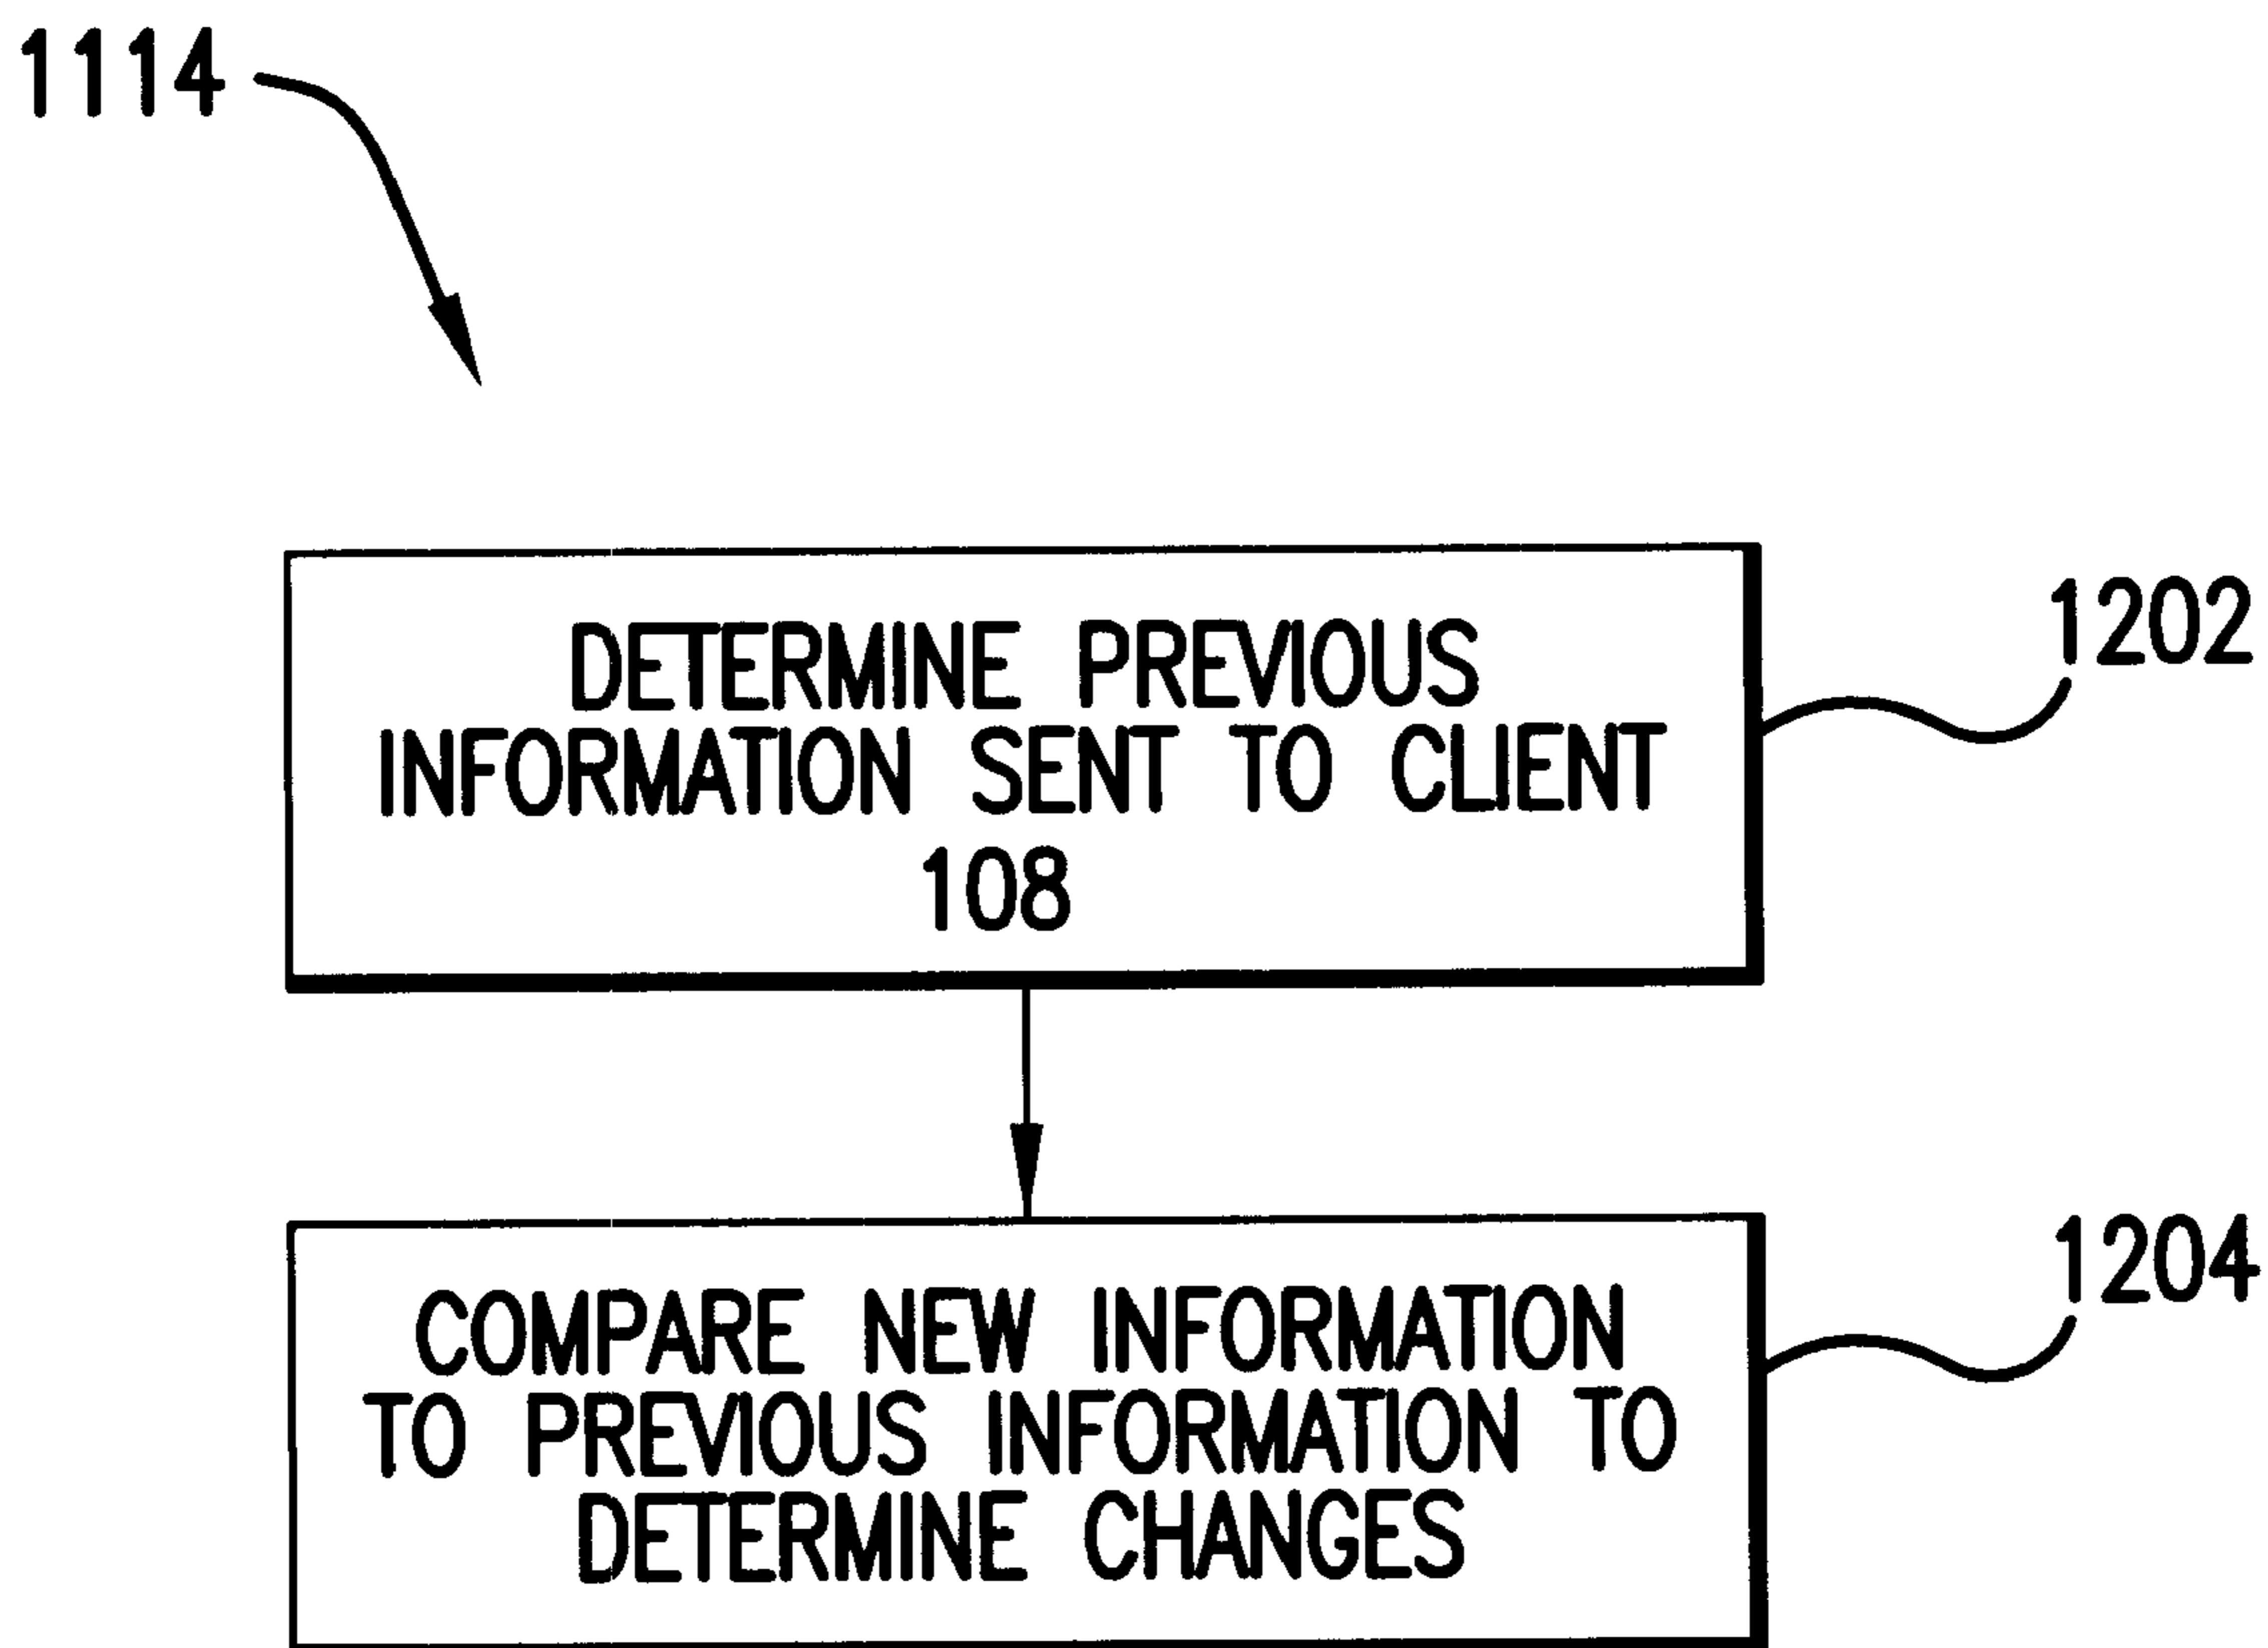 1114
DETERMINE PREVIOUS
INFORMATION SENT TO CLIENT
108
1202
COMPARE NEW INFORMATION
TO PREVIOUS INFORMATION TO
DETERMINE CHANGES
1204